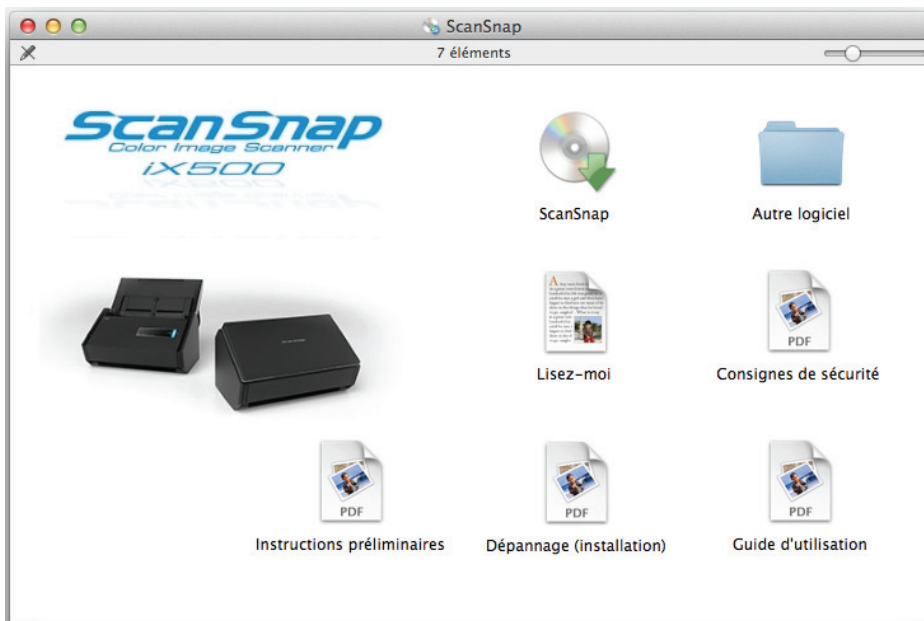 ScanSnap
7 éléments
ScanSnap
Color Image Scanner
iX500
ScanSnap
Autre logiciel
Lisez-moi
PDF
Consignes de sécurité
PDF
PDF
PDF
Instructions préliminaires
Dépannage (installation)
Guide d'utilisation